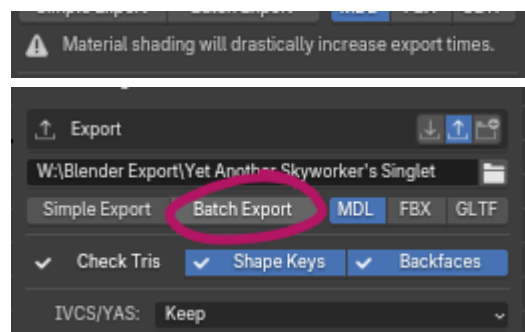 Simple Export Batch Export MDL FBX GLTF
Material shading will drastically increase export times.
Export
W:\Blender Export\Yet Another Skyworker's Singlet
Simple Export Batch Export MDL FBX GLTF
Check Tris Shape Keys Backfaces
IVCS/YAS: Keep